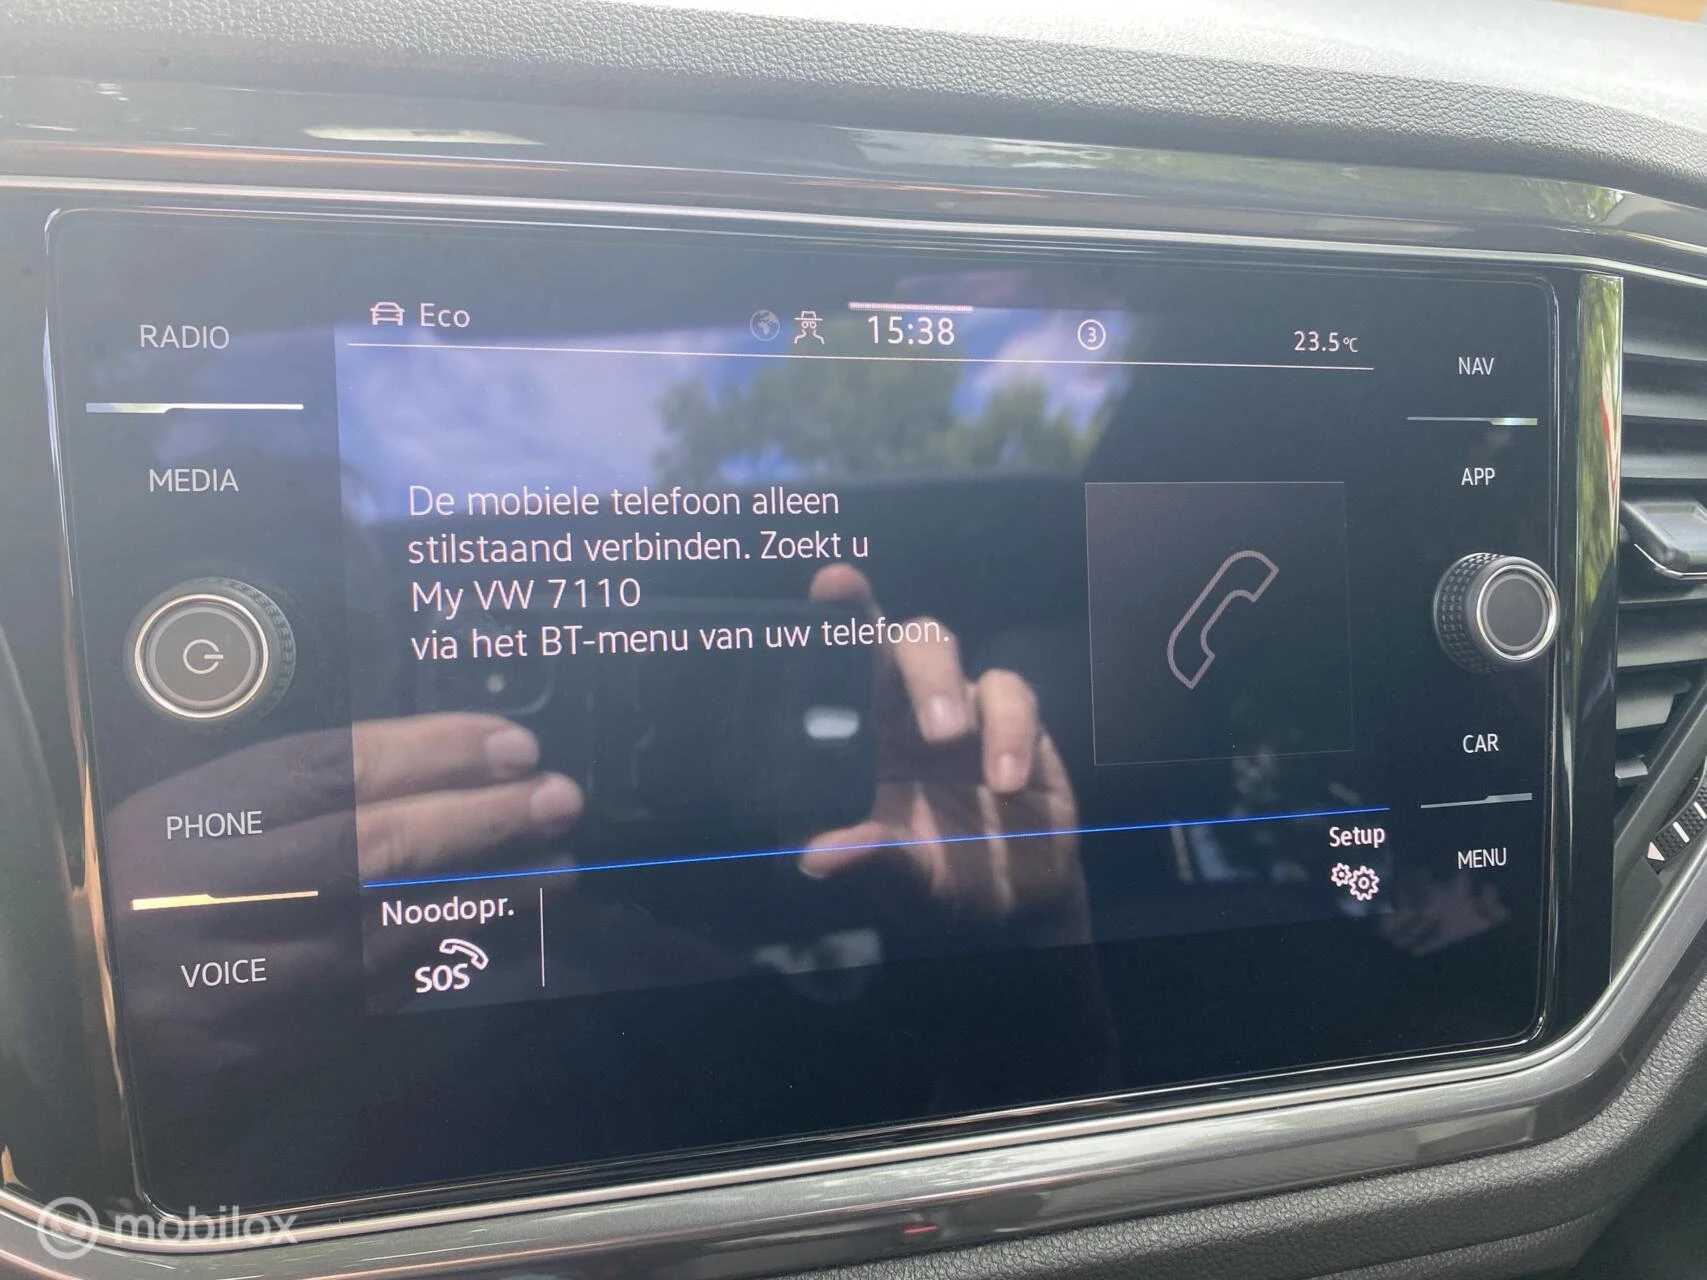 RADIO
MEDIA
PHONE
VOICE
Eco
15:38
3
23.5°C
De mobiele telefoon alleen
stilstaand verbinden. Zoekt u
My VW 7110
via het BT-menu van uw telefoon.
Noodopr.
SOS
Setup
NAV
APP
CAR
MENU
mobilox